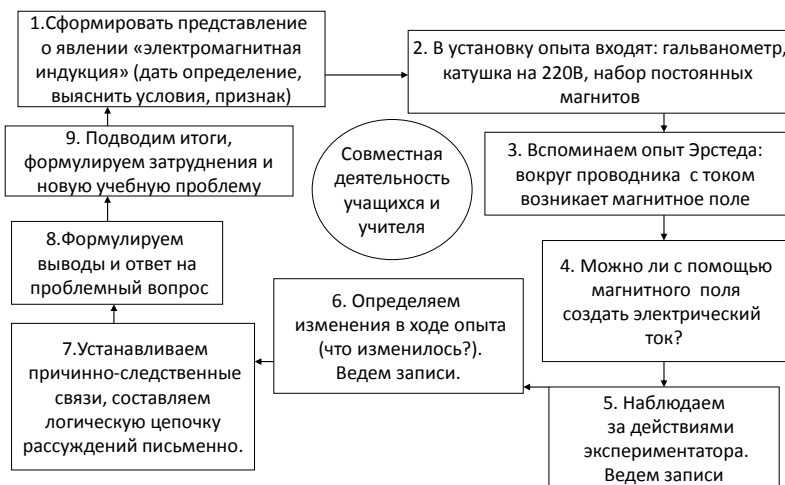 1.Сформировать представление
о явлении «электромагнитная
индукция» (дать определение,
выяснить условия, признак)
2. В установку опыта входят: гальванометр,
катушка на 220В, набор постоянных
магнитов
3. Вспоминаем опыт Эрстеда:
вокруг проводника с током
возникает магнитное поле
4. Можно ли с помощью
магнитного поля
создать электрический
ток?
5. Наблюдаем
за действиями
экспериментатора.
Ведем записи
6. Определяем
изменения в ходе опыта
(что изменилось?).
Ведем записи.
7.Устанавливаем
причинно-следственные
связи, составляем
логическую цепочку
рассуждений письменно.
8.Формулируем
выводы и ответ на
проблемный вопрос
9. Подводим итоги,
формулируем затруднения и
новую учебную проблему
Совместная
деятельность
учащихся и
учителя